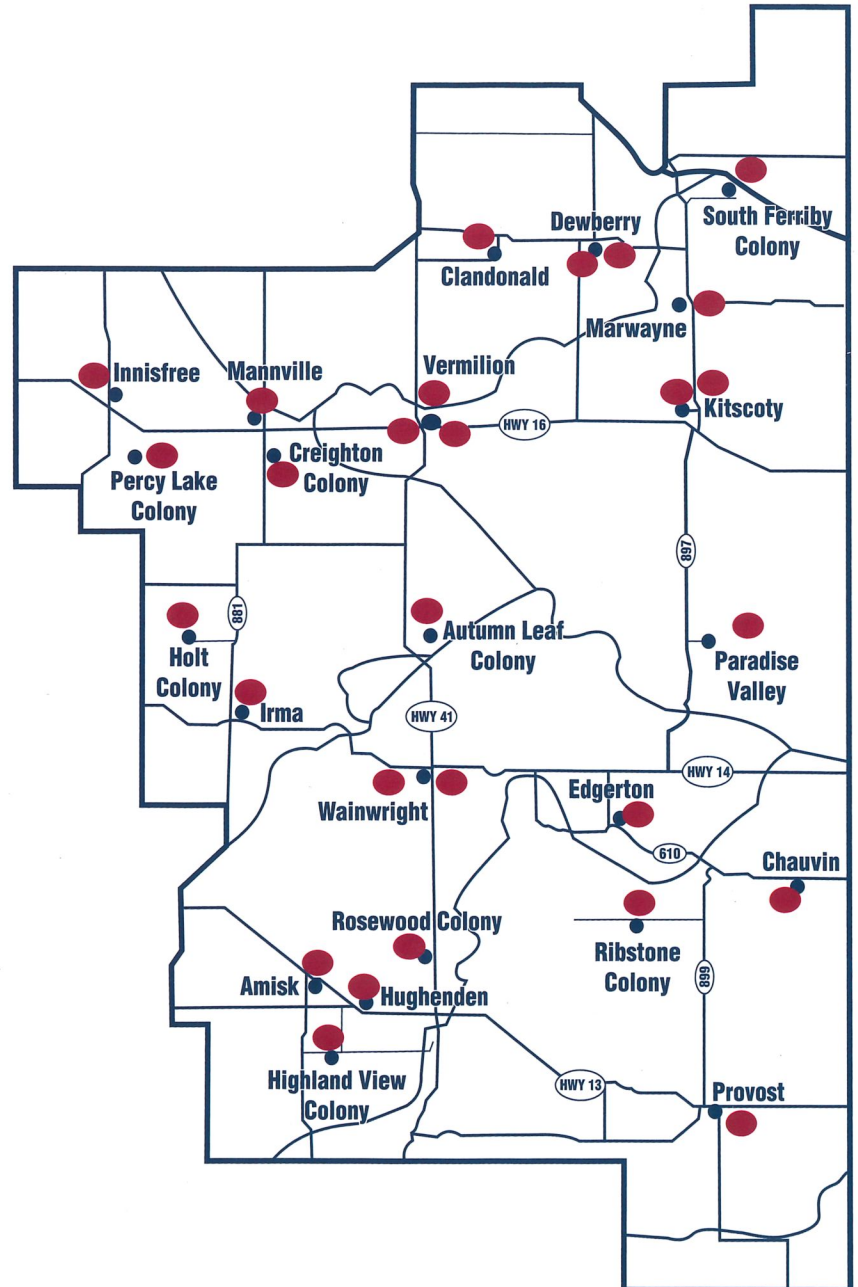 South Ferriby
Colony
Dewberry
Clandonald
Marwayne
Innisfree
Mannville
Vermilion
Kitscoty
HWY 16
Creighton
Colony
Percy Lake
Colony
897
881
Autumn Leaf
Colony
Holt
Colony
Paradise
Valley
Irma
HWY 41
HWY 14
Wainwright
Edgerton
610
Chauvin
Rosewood Colony
Ribstone
Colony
899
Amisk
Hughenden
Highland View
Colony
HWY 13
Provost